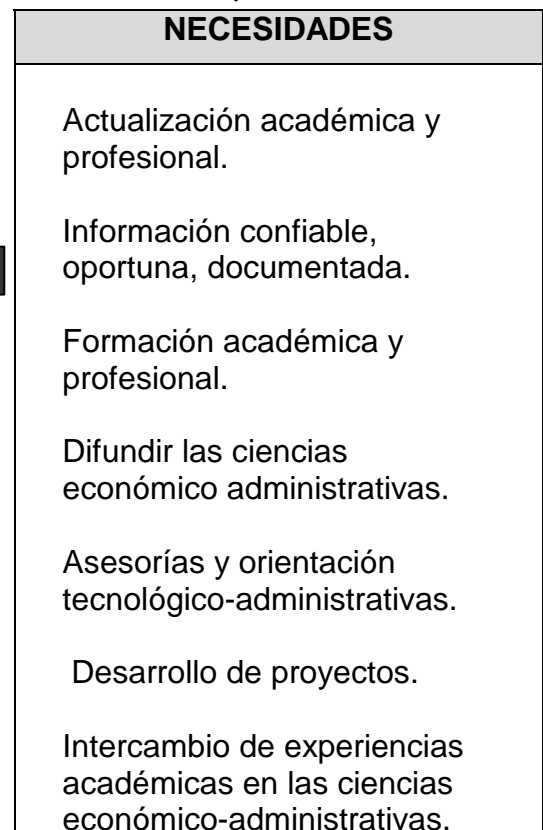 NECESIDADES
Actualización académica y
profesional.
Información confiable,
oportuna, documentada.
Formación académica y
profesional.
Difundir las ciencias
económico administrativas.
Asesorías y orientación
tecnológico-administrativas.
Desarrollo de proyectos.
Intercambio de experiencias
académicas en las ciencias
económico-administrativas.